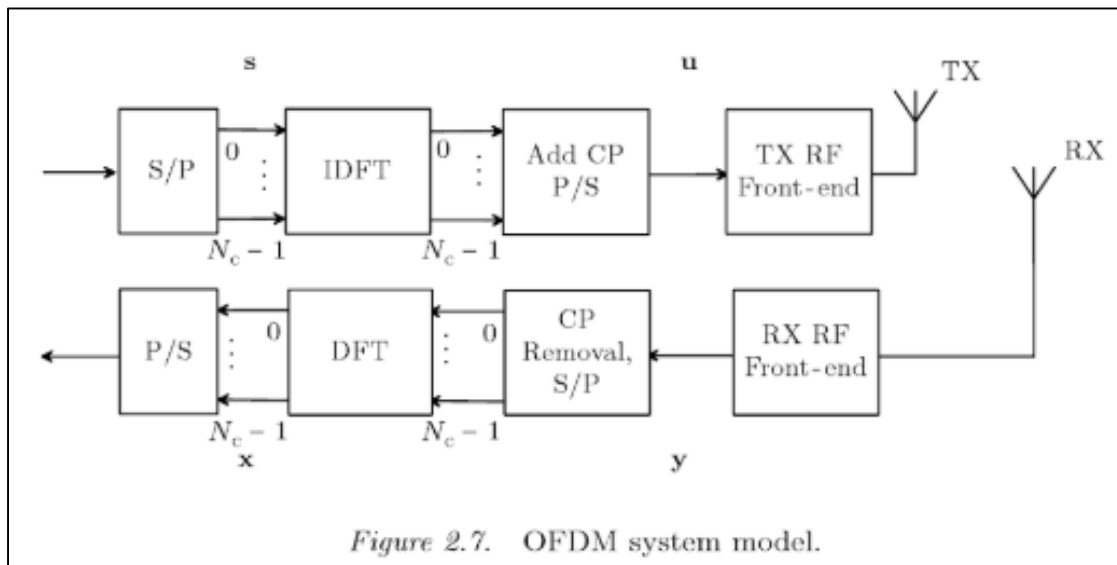 s
u
TX
RX
S/P
0
⋮
N_c − 1
IDFT
0
⋮
N_c − 1
Add CP
P/S
TX RF
Front-end
P/S
0
⋮
N_c − 1
DFT
0
⋮
N_c − 1
CP
Removal,
S/P
RX RF
Front-end
x
y
Figure 2.7. OFDM system model.